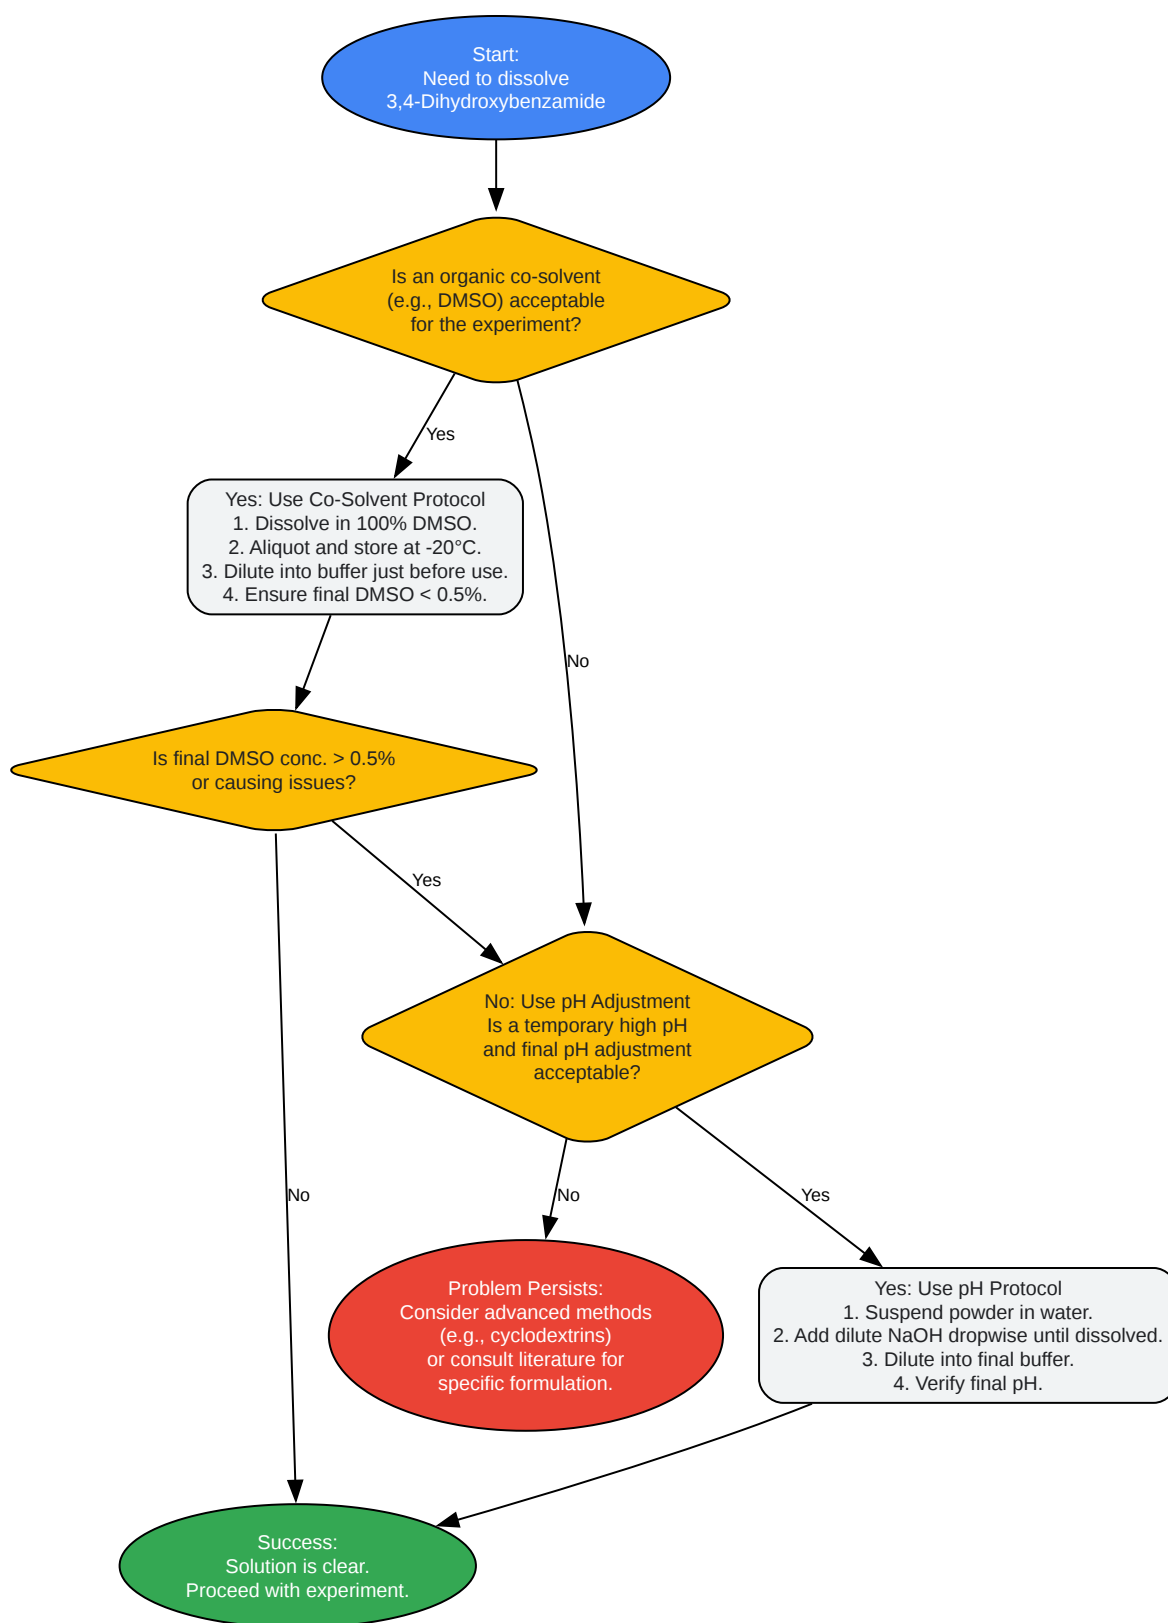 Start:
Need to dissolve
3,4-Dihydroxybenzamide
Is an organic co-solvent
(e.g., DMSO) acceptable
for the experiment?
Yes
Yes: Use Co-Solvent Protocol
1. Dissolve in 100% DMSO.
2. Aliquot and store at -20°C.
3. Dilute into buffer just before use.
4. Ensure final DMSO < 0.5%.
No
Is final DMSO conc. > 0.5%
or causing issues?
Yes
No: Use pH Adjustment
Is a temporary high pH
and final pH adjustment
acceptable?
No
No
Yes
Problem Persists:
Consider advanced methods
(e.g., cyclodextrins)
or consult literature for
specific formulation.
Yes: Use pH Protocol
1. Suspend powder in water.
2. Add dilute NaOH dropwise until dissolved.
3. Dilute into final buffer.
4. Verify final pH.
Success:
Solution is clear.
Proceed with experiment.